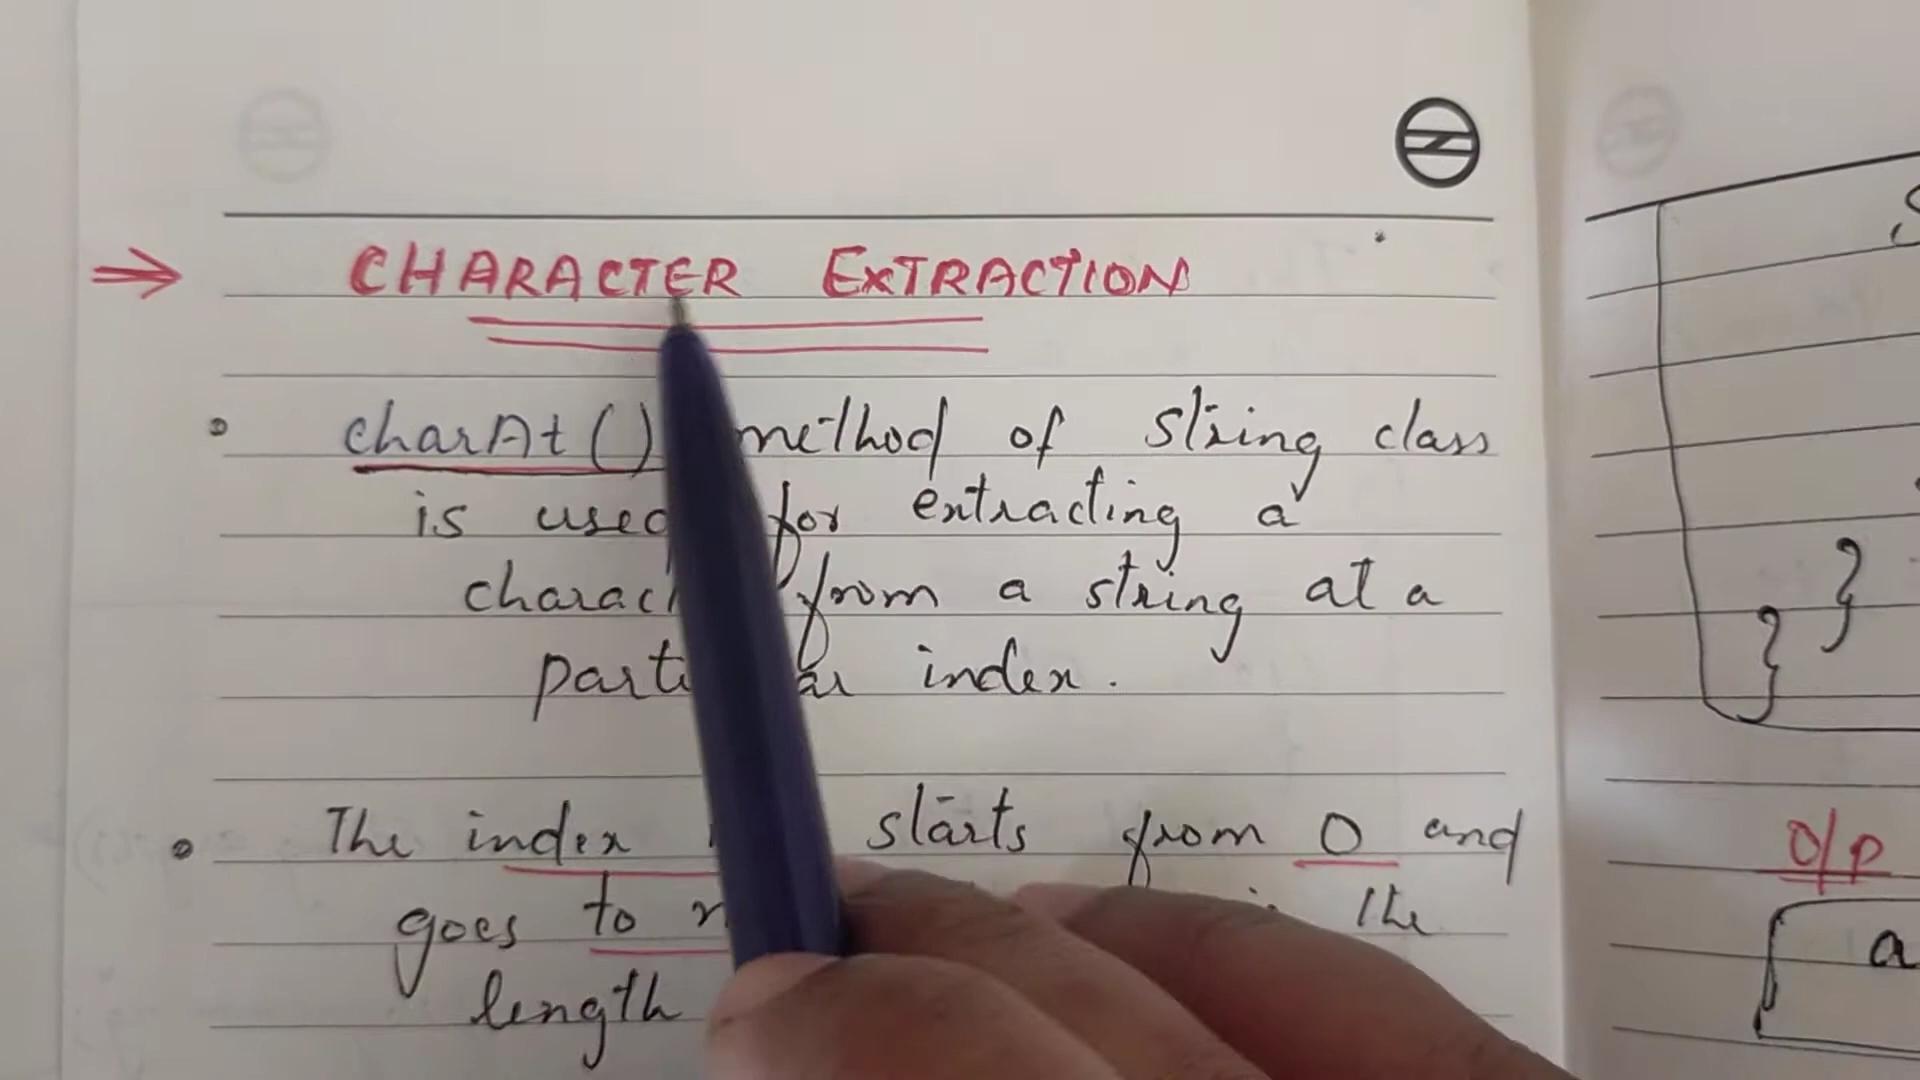 ⇒ CHARACTER EXTRACTION
• charAt() method of string class
is used for extracting a
from a string at a
index.
• The index starts from 0 and
goes to the
length
O/P
a
}
}